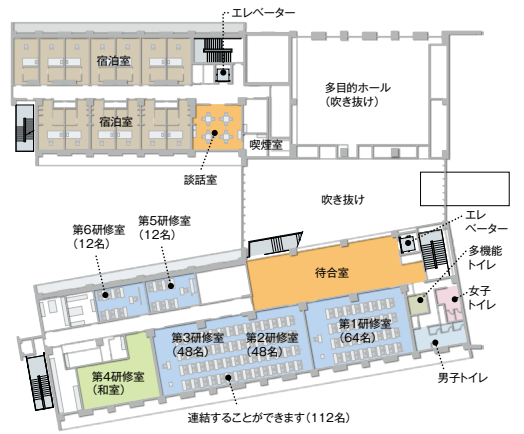 エレベーター
宿泊室
多目的ホール
(吹き抜け)
宿泊室
喫煙室
談話室
吹き抜け
第6研修室
(12名)
第5研修室
(12名)
エレ
ベーター
多機能
トイレ
待合室
女子
トイレ
第3研修室
(48名)
第2研修室
(48名)
第1研修室
(64名)
第4研修室
(和室)
男子トイレ
連結することができます(112名)